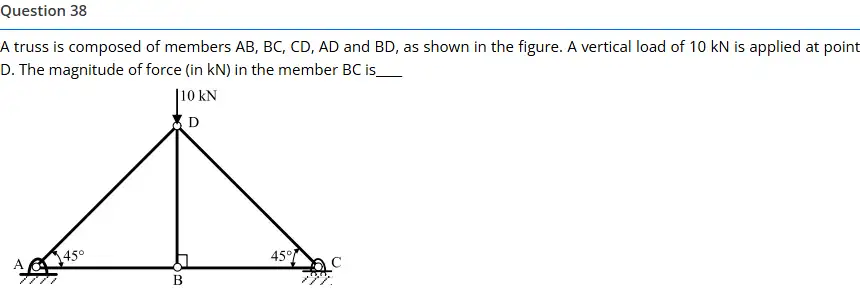 Question 38
A truss is composed of members AB, BC, CD, AD and BD, as shown in the figure. A vertical load of 10 kN is applied at point
D. The magnitude of force (in kN) in the member BC is____
10 kN
D
45°
45°
A
C
B